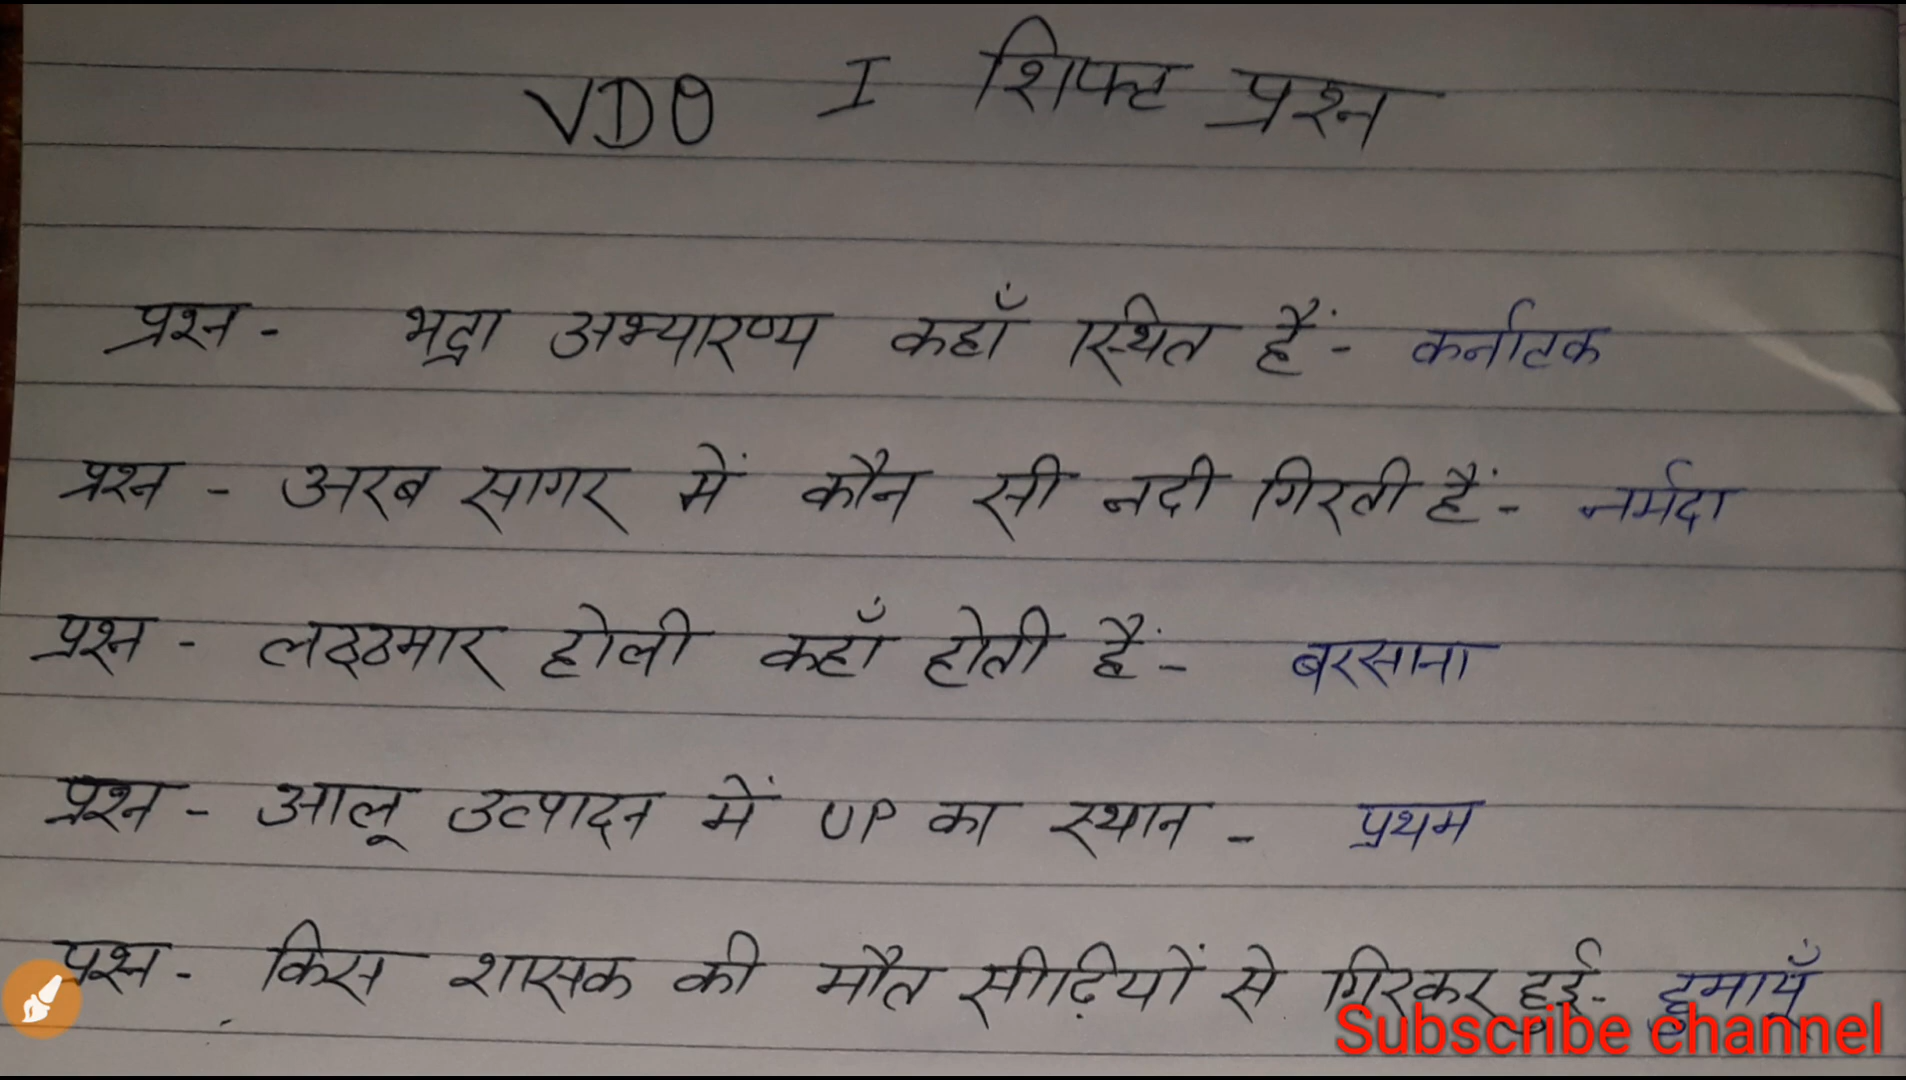 VDO I शिफ्ट प्रश्न
प्रश्न - भद्रा अभ्यारण्य कहाँ स्थित हैं - कर्नाटक
प्रश्न - अरब सागर में कौन सी नदी गिरती हैं - नर्मदा
प्रश्न - लठ्ठमार होली कहाँ होती हैं - बरसाना
प्रश्न - आलू उत्पादन में UP का स्थान - प्रथम
प्रश्न - किस शासक की मौत सीढ़ियों से गिरकर हुई - हुमायूँ
Subscribe channel